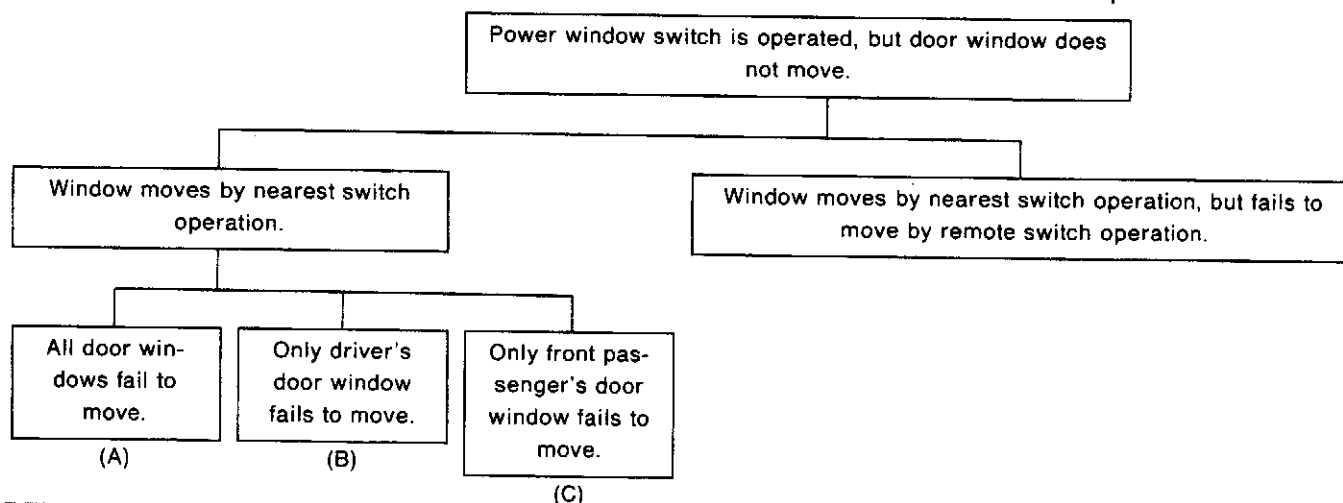 Power window switch is operated, but door window does
not move.
Window moves by nearest switch
operation.
Window moves by nearest switch operation, but fails to
move by remote switch operation.
All door win-
dows fail to
move.
(A)
Only driver's
door window
fails to move.
(B)
Only front pas-
senger's door
window fails to
move.
(C)